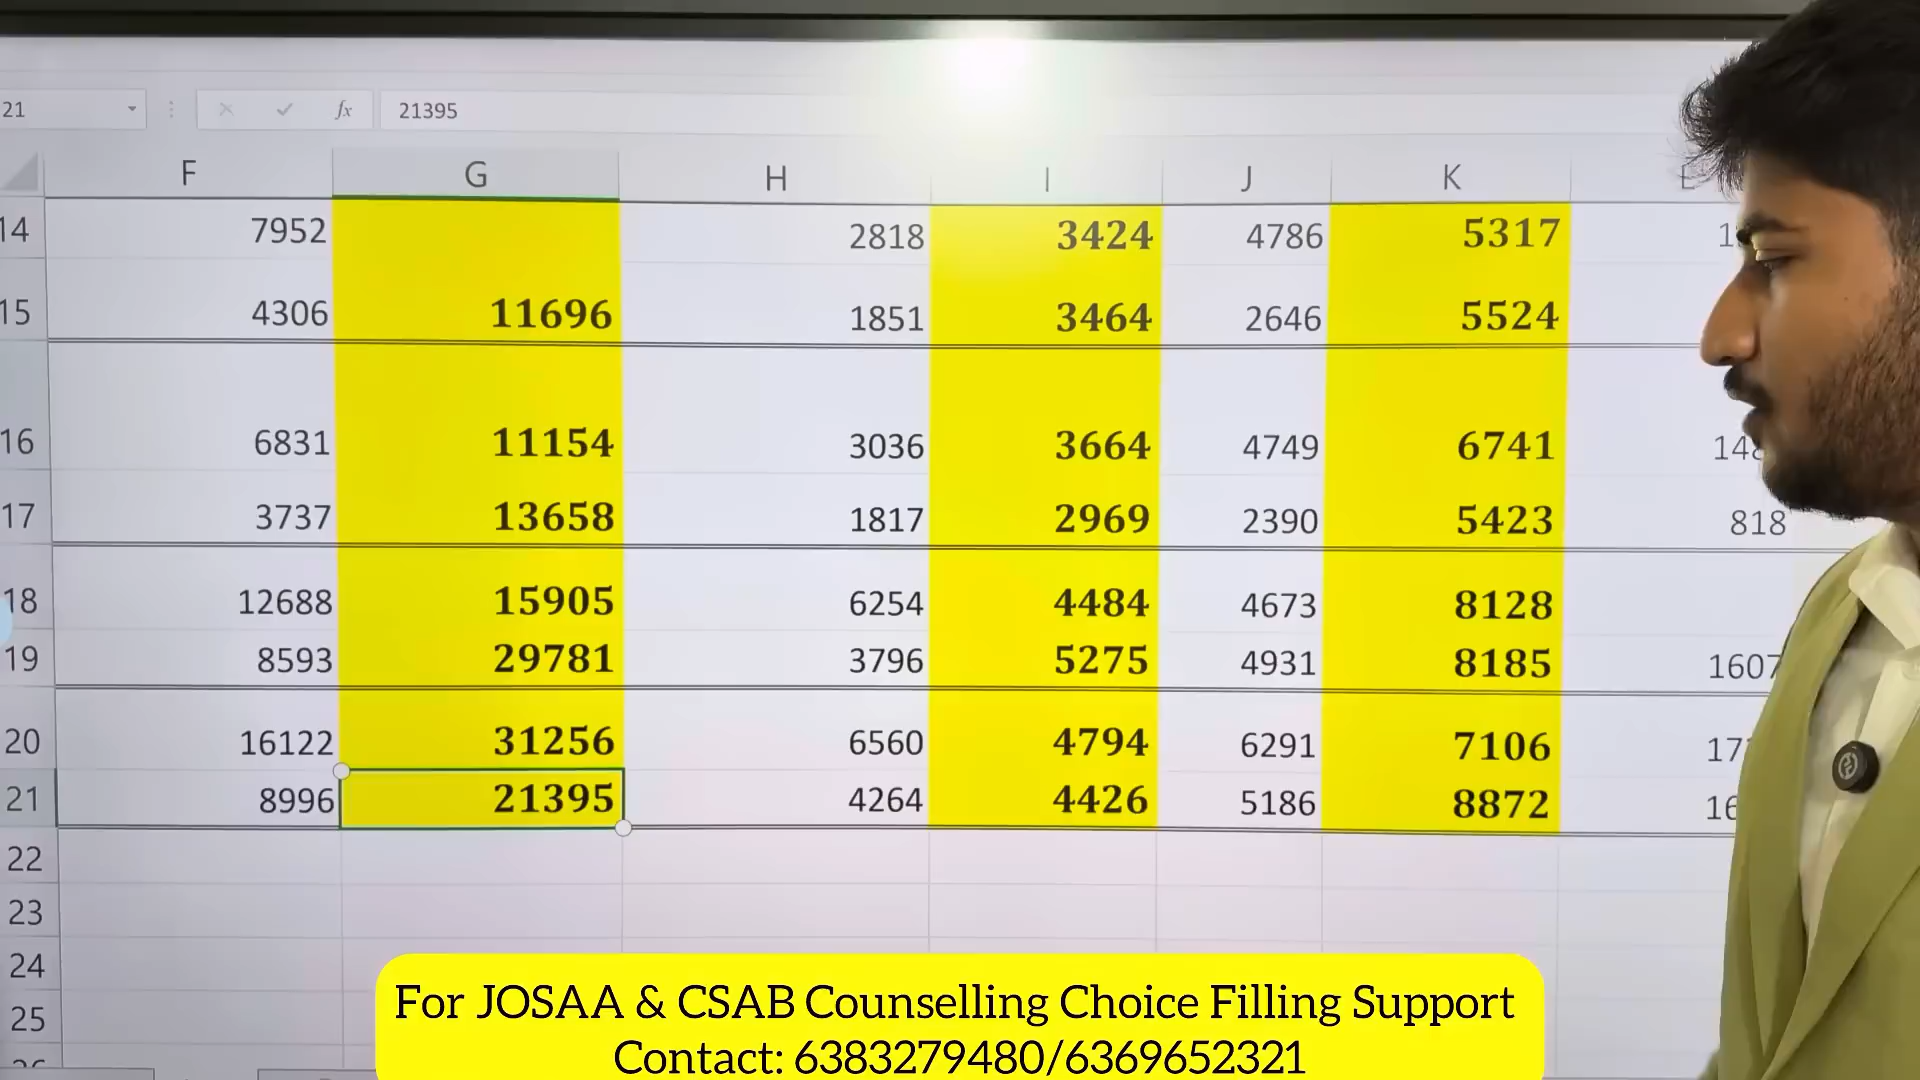 21 fx 21395
F G H I J K
14 7952 2818 3424 4786 5317
15 4306 11696 1851 3464 2646 5524
16 6831 11154 3036 3664 4749 6741
17 3737 13658 1817 2969 2390 5423 818
18 12688 15905 6254 4484 4673 8128
19 8593 29781 3796 5275 4931 8185 1607
20 16122 31256 6560 4794 6291 7106
21 8996 21395 4264 4426 5186 8872
22
23
24
25
For JOSAA & CSAB Counselling Choice Filling Support
Contact: 6383279480/6369652321